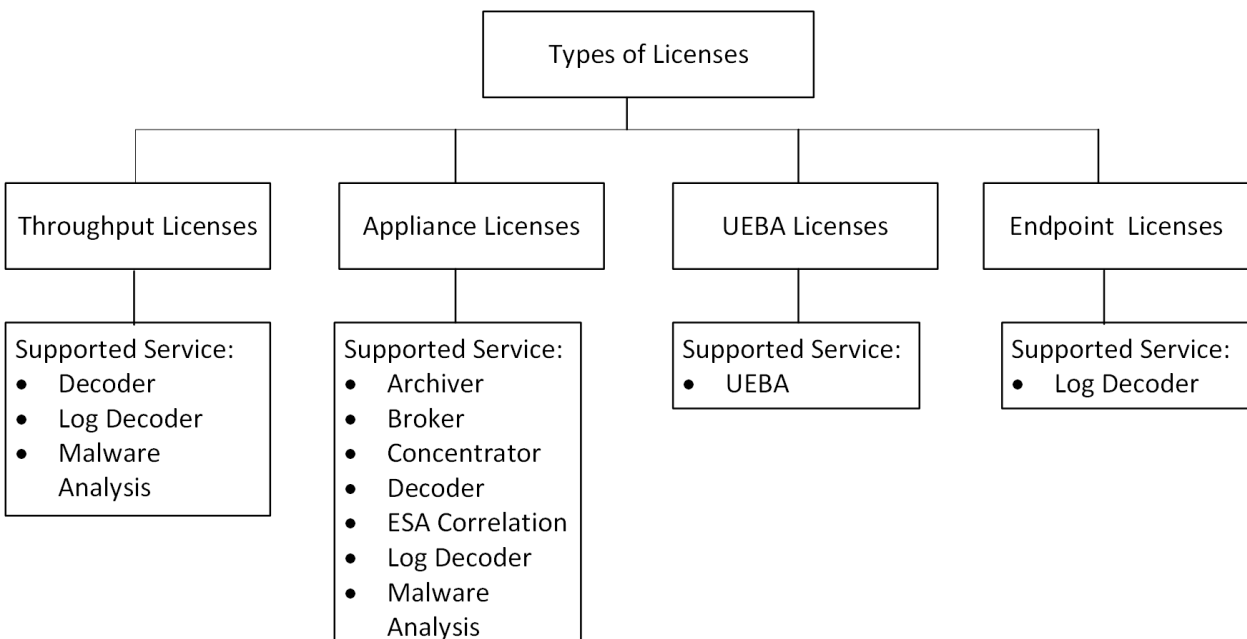 Types of Licenses
Throughput Licenses
Appliance Licenses
UEBA Licenses
Endpoint Licenses
Supported Service:
• Decoder
• Log Decoder
• Malware
Analysis
Supported Service:
• Archiver
• Broker
• Concentrator
• Decoder
• ESA Correlation
• Log Decoder
• Malware
Analysis
Supported Service:
• UEBA
Supported Service:
• Log Decoder